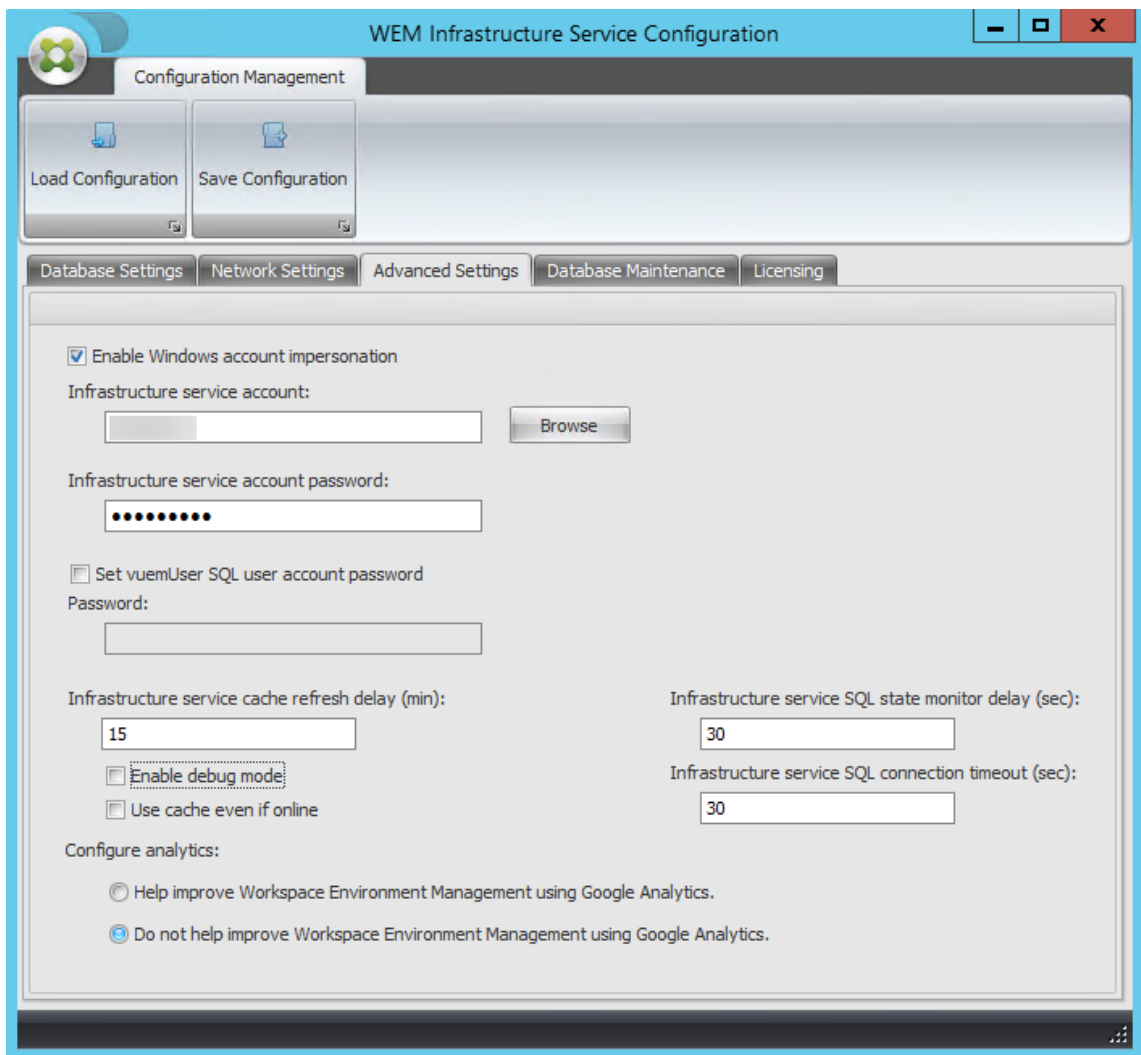 WEM Infrastructure Service Configuration
Configuration Management
Load Configuration
Save Configuration
Database Settings
Network Settings
Advanced Settings
Database Maintenance
Licensing
Enable Windows account impersonation
Infrastructure service account:
Browse
Infrastructure service account password:
•••••••••
Set vuemUser SQL user account password
Password:
Infrastructure service cache refresh delay (min):
Infrastructure service SQL state monitor delay (sec):
15
30
Enable debug mode
Infrastructure service SQL connection timeout (sec):
Use cache even if online
30
Configure analytics:
Help improve Workspace Environment Management using Google Analytics.
Do not help improve Workspace Environment Management using Google Analytics.